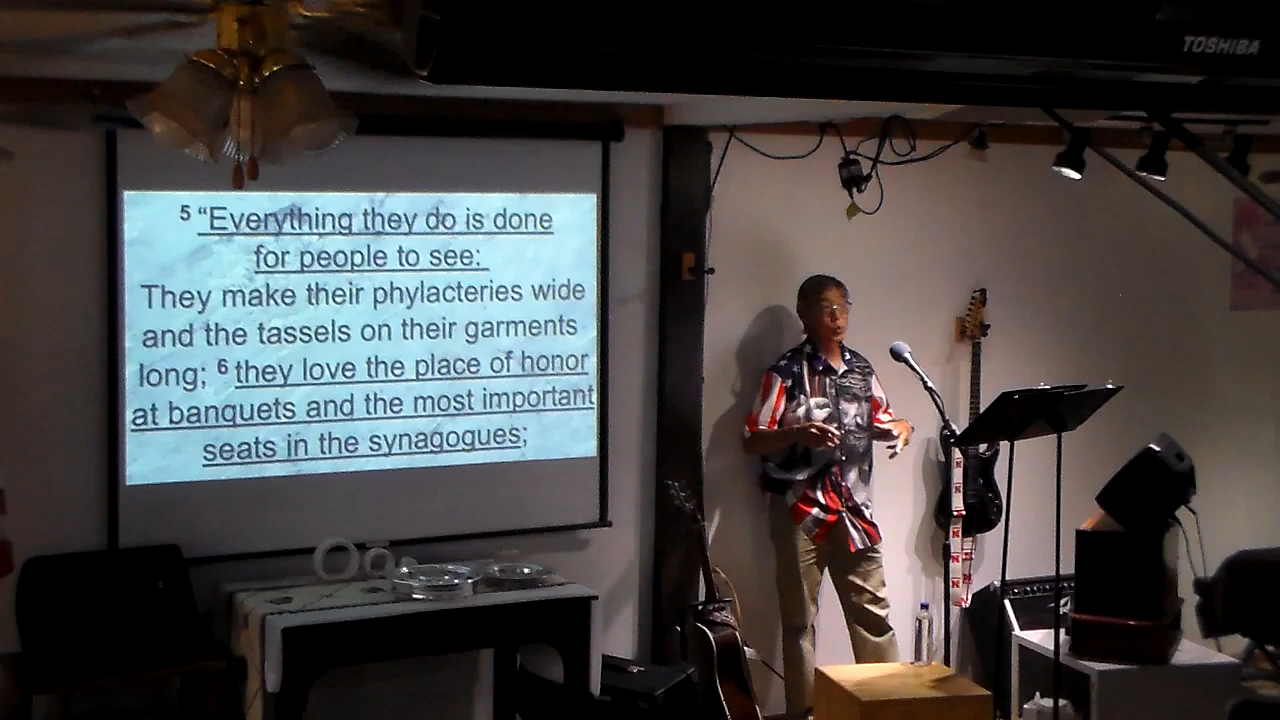 TOSHIBA
5 “Everything they do is done
for people to see:
They make their phylacteries wide
and the tassels on their garments
long; 6 they love the place of honor
at banquets and the most important
seats in the synagogues;
N
N
N
N
N